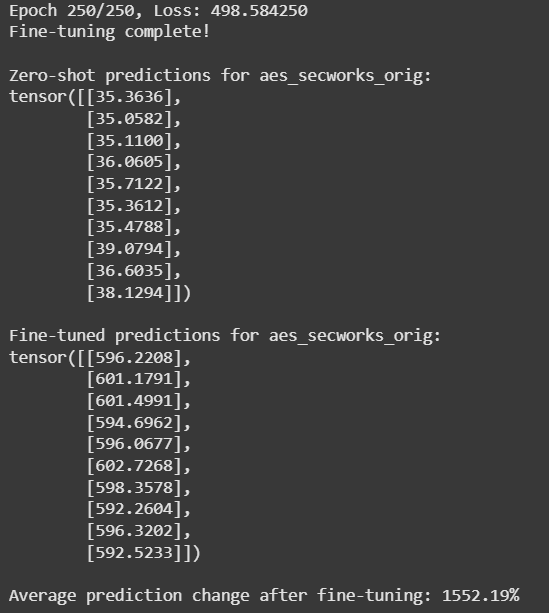 Epoch 250/250, Loss: 498.584250
Fine-tuning complete!

Zero-shot predictions for aes_secworks_orig:
tensor([[35.3636],
        [35.0582],
        [35.1100],
        [36.0605],
        [35.7122],
        [35.3612],
        [35.4788],
        [39.0794],
        [36.6035],
        [38.1294]])

Fine-tuned predictions for aes_secworks_orig:
tensor([[596.2208],
        [601.1791],
        [601.4991],
        [594.6962],
        [596.0677],
        [602.7268],
        [598.3578],
        [592.2604],
        [596.3202],
        [592.5233]])

Average prediction change after fine-tuning: 1552.19%